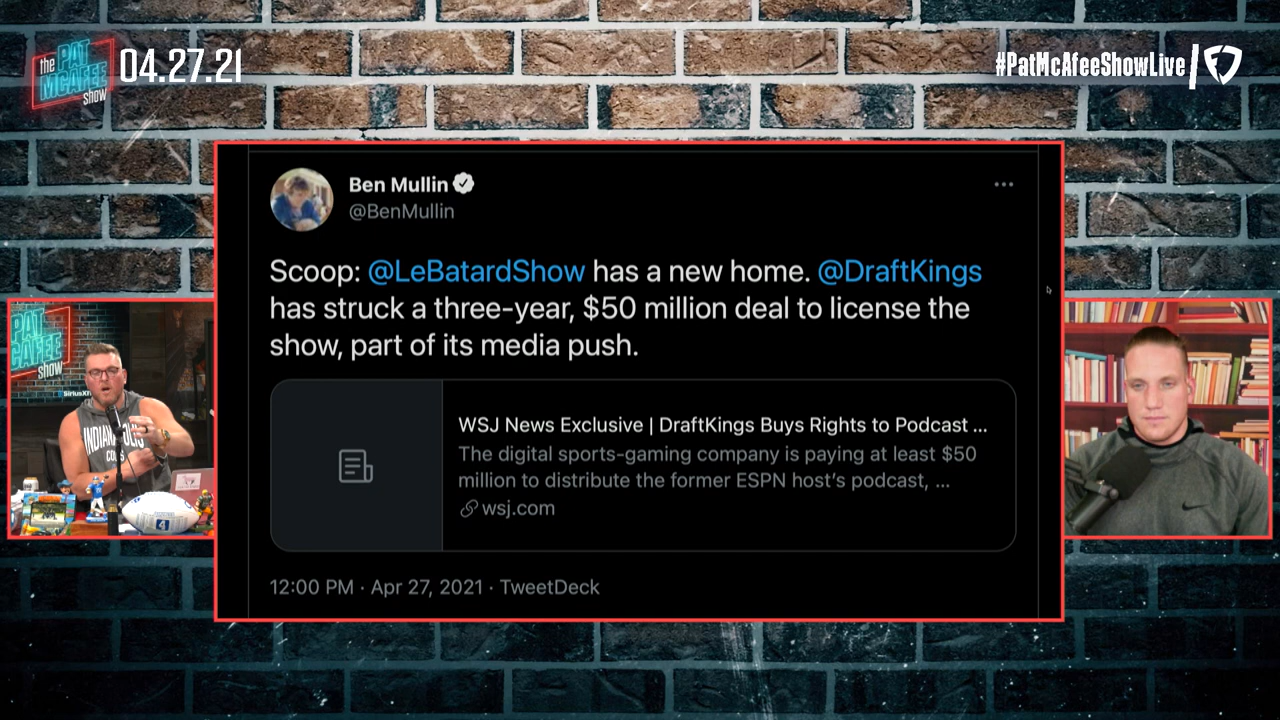 the PAT MCAFEE show
04.27.21
#PatMcAfeeShowLive
Ben Mullin
@BenMullin
Scoop: @LeBatardShow has a new home. @DraftKings
has struck a three-year, $50 million deal to license the
show, part of its media push.
WSJ News Exclusive | DraftKings Buys Rights to Podcast ...
The digital sports-gaming company is paying at least $50
million to distribute the former ESPN host's podcast, ...
wsj.com
12:00 PM · Apr 27, 2021 · TweetDeck
PAT
CAFEE
show
SiriusXM
COLTS